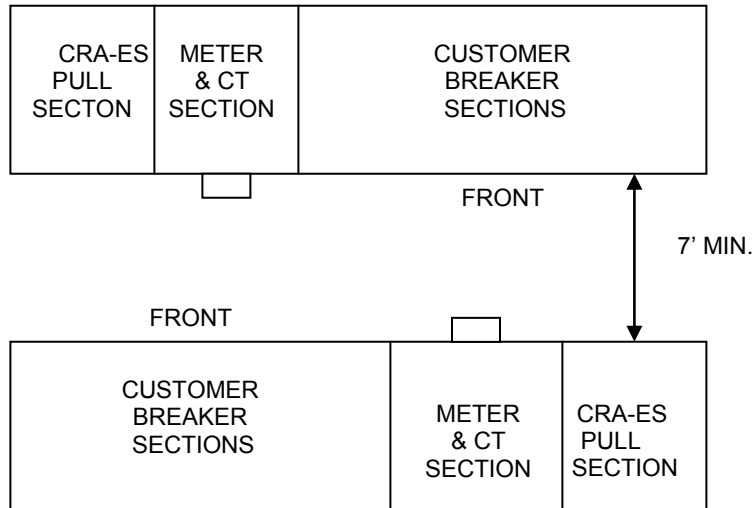 CRA-ES
PULL
SECTON
METER
& CT
SECTION
CUSTOMER
BREAKER
SECTIONS
FRONT
7’ MIN.
FRONT
CUSTOMER
BREAKER
SECTIONS
METER
& CT
SECTION
CRA-ES
PULL
SECTION